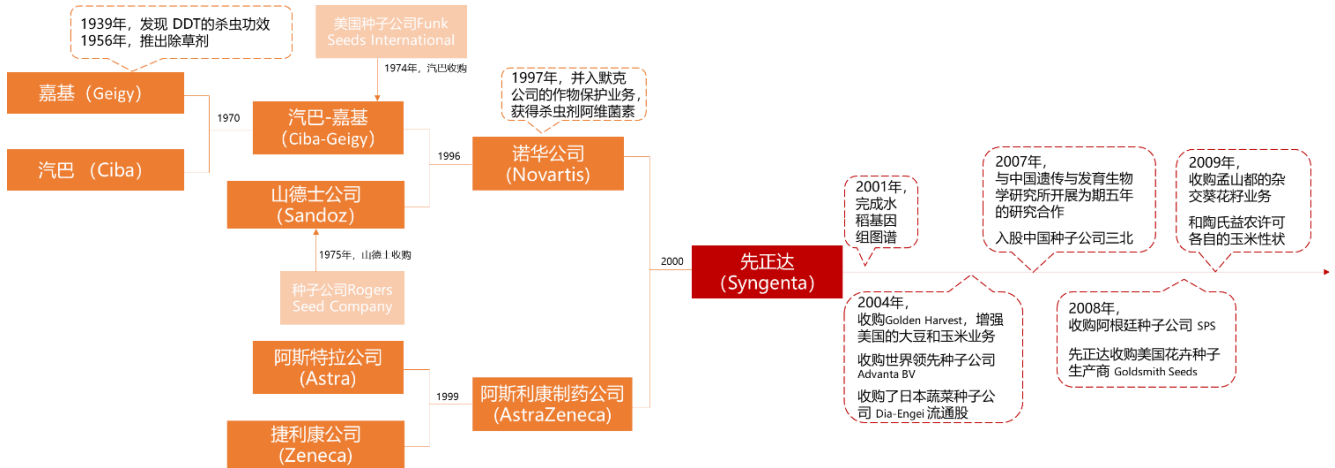 1939年，发现 DDT的杀虫功效
1956年，推出除草剂
嘉基（Geigy)
汽巴 （Ciba)
1970
美国种子公司Funk
Seeds International
1974年，汽巴收购
汽巴-嘉基
(Ciba-Geigy）
山德士公司
(Sandoz)
1975年，山德士收购
种子公司Rogers
Seed Company
1996
1997年，并入默克
公司的作物保护业务，
获得杀虫剂阿维菌素
诺华公司
(Novartis)
阿斯特拉公司
(Astra)
捷利康公司
(Zeneca)
1999
阿斯利康制药公司
(AstraZeneca)
2000
先正达
（Syngenta)
2001年，
完成水
稻基因
组图谱
2004年，
收购Golden Harvest，增强
美国的大豆和玉米业务
收购世界领先种子公司
Advanta BV
收购了日本蔬菜种子公
司 Dia-Engei 流通股
2007年，
与中国遗传与发育生物
学研究所开展为期五年
的研究合作
入股中国种子公司三北
2008年，
收购阿根廷种子公司 SPS
先正达收购美国花卉种子
生产商 Goldsmith Seeds
2009年，
收购孟山都的杂
交葵花籽业务
和陶氏益农许可
各自的玉米性状